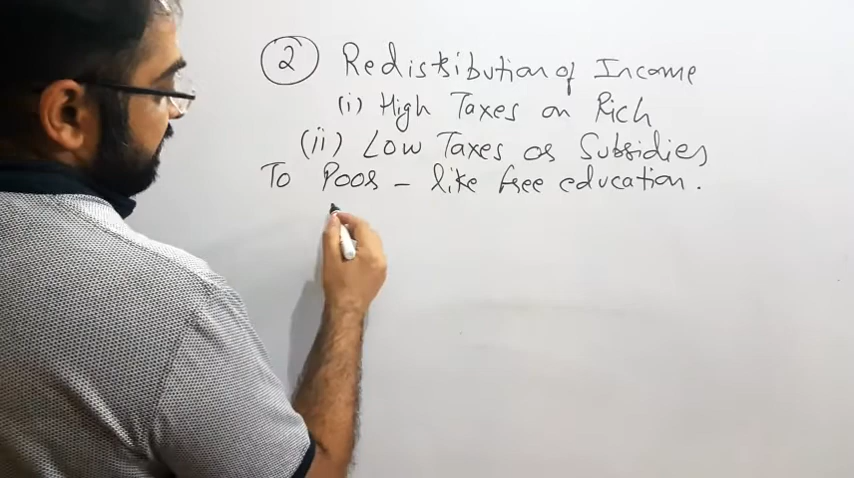 ② Redistribution of Income
(i) High Taxes on Rich
(ii) Low Taxes or Subsidies
To Poor - like free education.